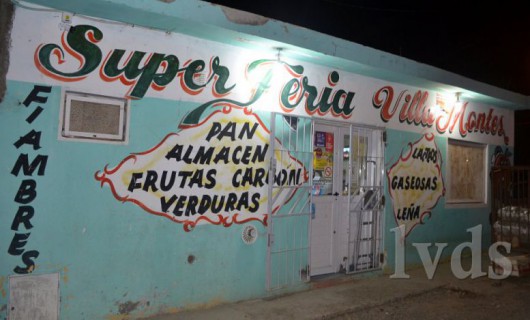 Super Feria Villa Montes
FIAMBRES
PAN
ALMACEN
FRUTAS CARBON
VERDURAS
GASEOSAS
LEÑA
lvds